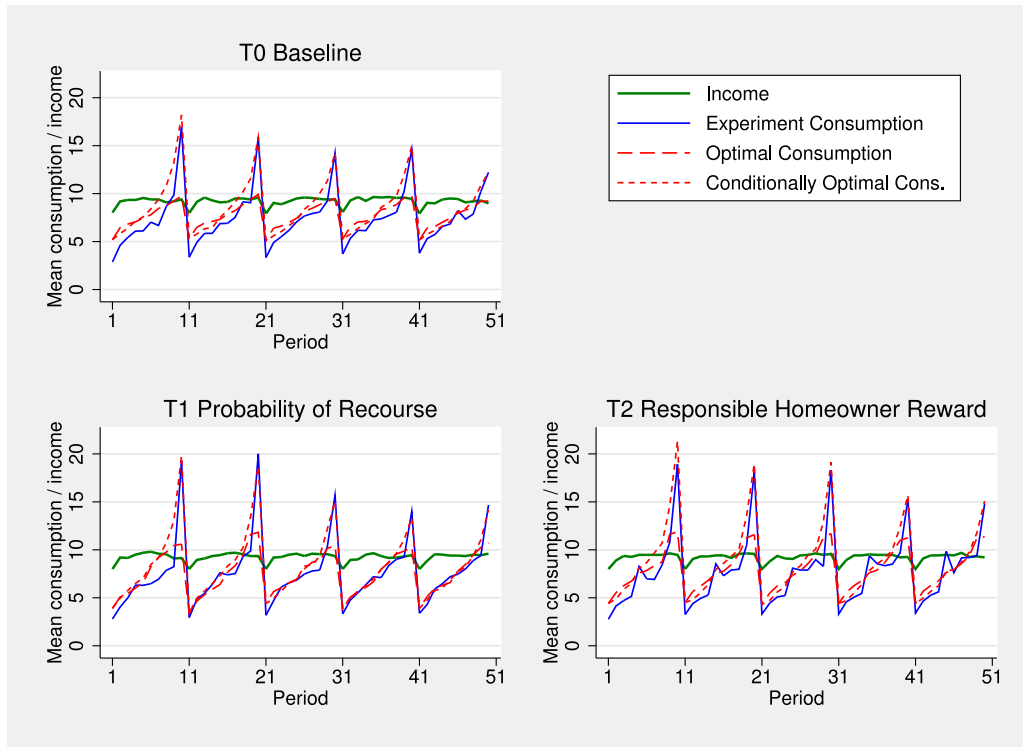 T0 Baseline
Mean consumption / income
20
15
10
5
0
1 11 21 31 41 51
Period
Income
Experiment Consumption
Optimal Consumption
Conditionally Optimal Cons.
T1 Probability of Recourse
Mean consumption / income
20
15
10
5
0
1 11 21 31 41 51
Period
T2 Responsible Homeowner Reward
Mean consumption / income
20
15
10
5
0
1 11 21 31 41 51
Period